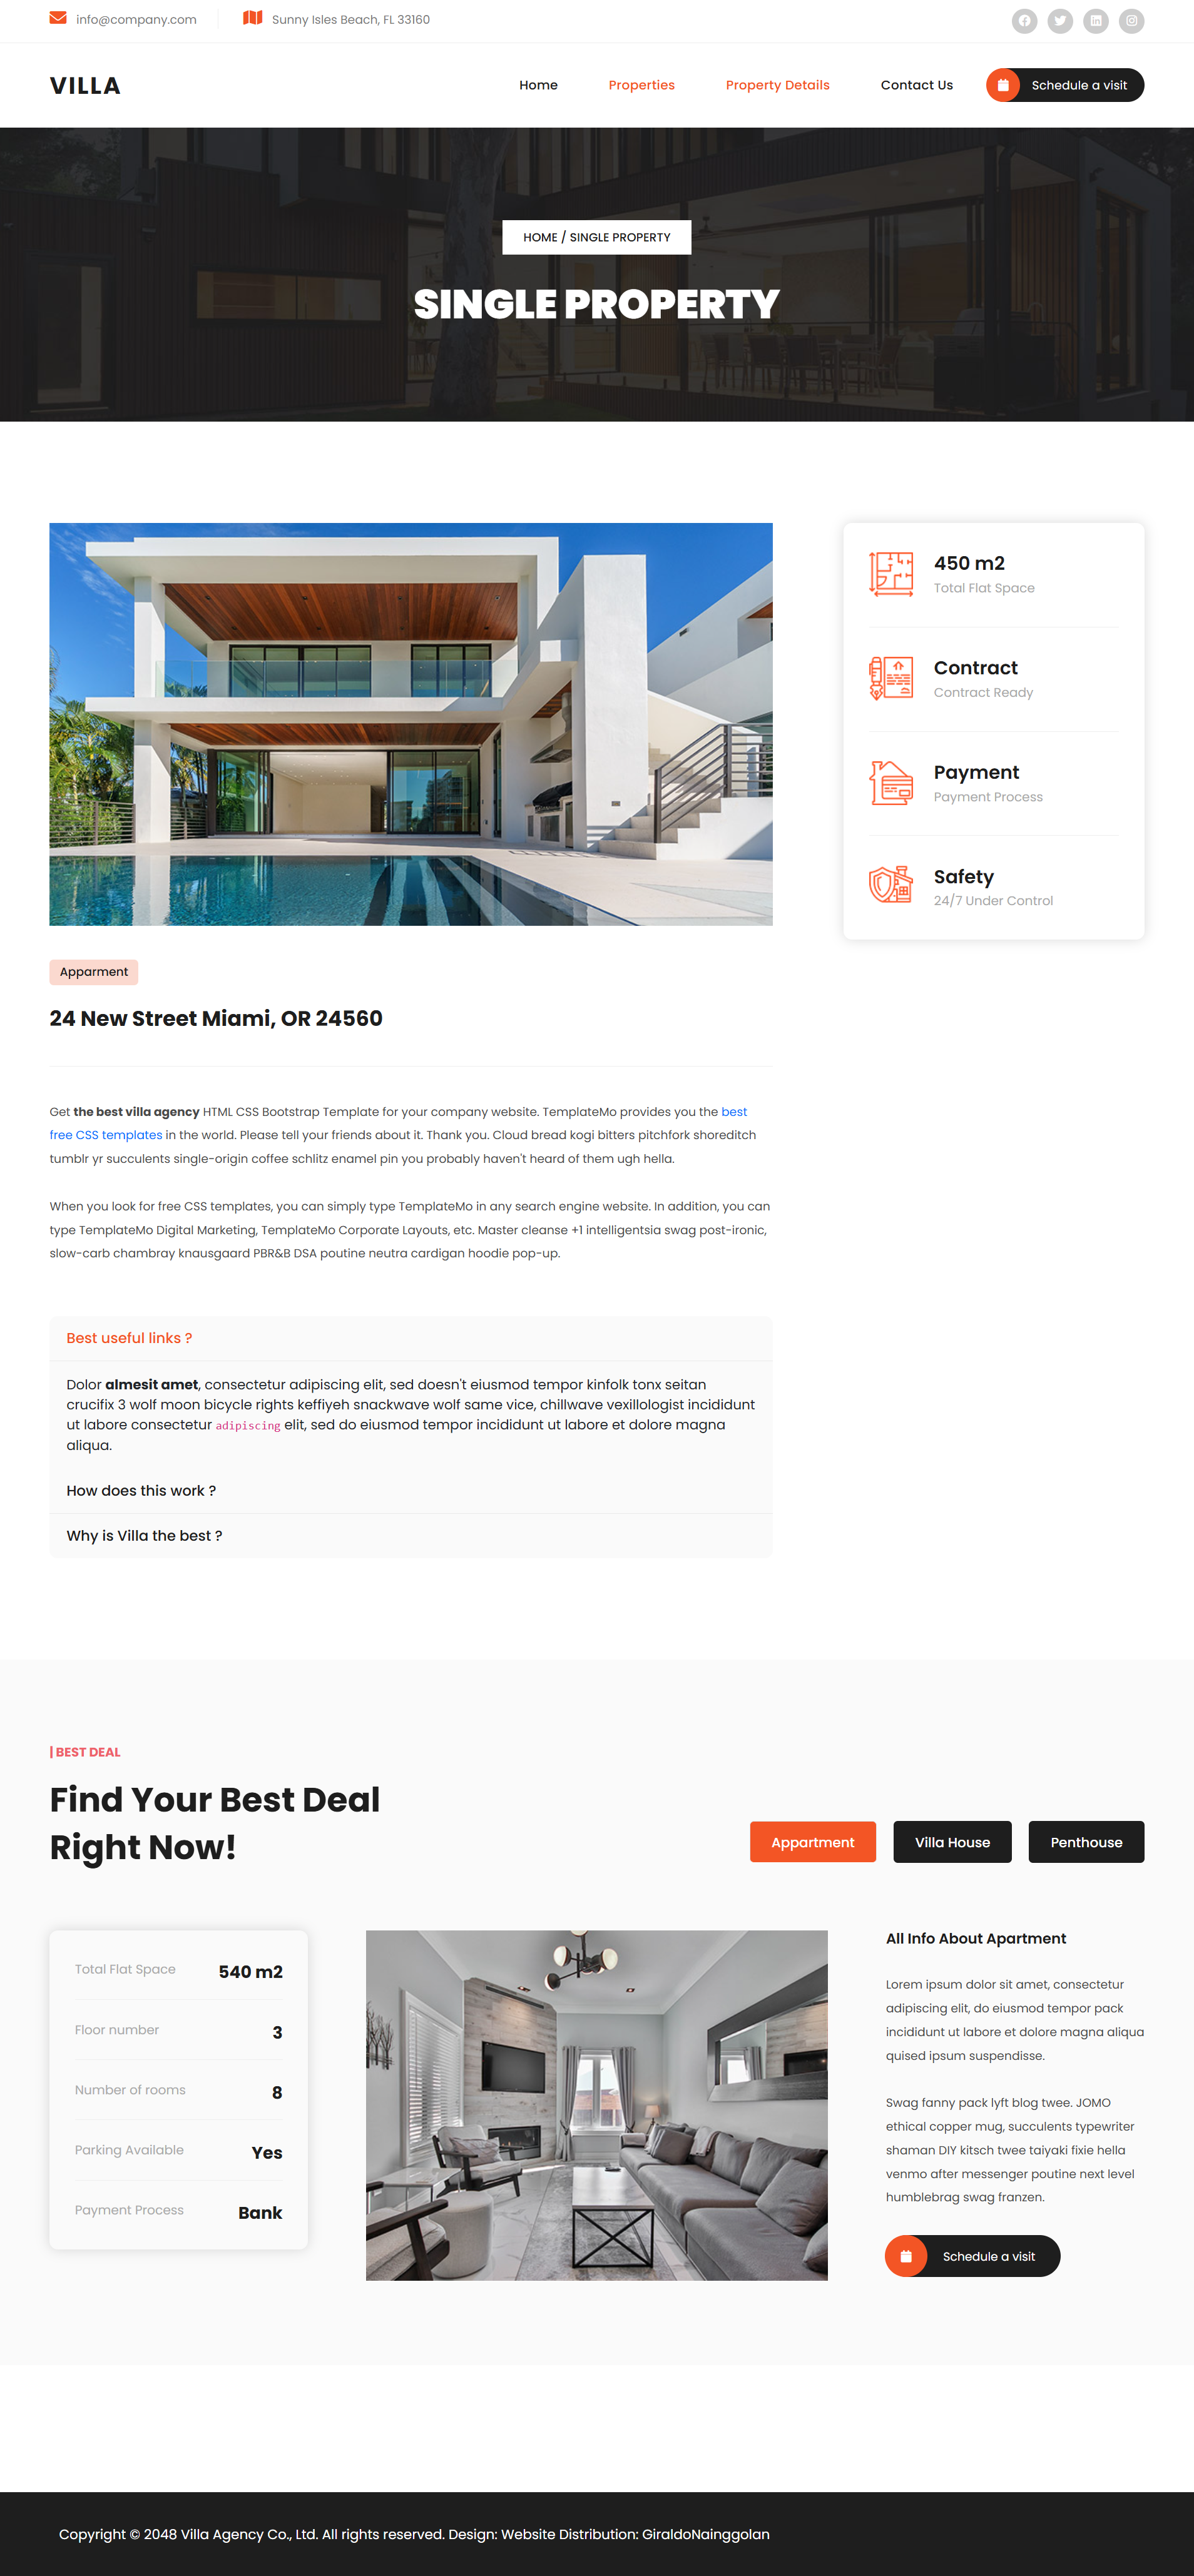 info@company.com
Sunny Isles Beach, FL 33160
VILLA
Home
Properties
Property Details
Contact Us
Schedule a visit
HOME / SINGLE PROPERTY
SINGLE PROPERTY
450 m2
Total Flat Space
Contract
Contract Ready
Payment
Payment Process
Safety
24/7 Under Control
Apparment
24 New Street Miami, OR 24560
Get the best villa agency HTML CSS Bootstrap Template for your company website. TemplateMo provides you the best
free CSS templates in the world. Please tell your friends about it. Thank you. Cloud bread kogi bitters pitchfork shoreditch
tumblr yr succulents single-origin coffee schlitz enamel pin you probably haven't heard of them ugh hella.
When you look for free CSS templates, you can simply type TemplateMo in any search engine website. In addition, you can
type TemplateMo Digital Marketing, TemplateMo Corporate Layouts, etc. Master cleanse +1 intelligentsia swag post-ironic,
slow-carb chambray knausgaard PBR&B DSA poutine neutra cardigan hoodie pop-up.
Best useful links ?
Dolor almesit amet, consectetur adipiscing elit, sed doesn't eiusmod tempor kinfolk tonx seitan
crucifix 3 wolf moon bicycle rights keffiyeh snackwave wolf same vice, chillwave vexillologist incididunt
ut labore consectetur adipiscing elit, sed do eiusmod tempor incididunt ut labore et dolore magna
aliqua.
How does this work ?
Why is Villa the best ?
| BEST DEAL
Find Your Best Deal
Right Now!
Appartment
Villa House
Penthouse
Total Flat Space 540 m2
Floor number 3
Number of rooms 8
Parking Available Yes
Payment Process Bank
All Info About Apartment
Lorem ipsum dolor sit amet, consectetur
adipiscing elit, do eiusmod tempor pack
incididunt ut labore et dolore magna aliqua
quised ipsum suspendisse.
Swag fanny pack lyft blog twee. JOMO
ethical copper mug, succulents typewriter
shaman DIY kitsch twee taiyaki fixie hella
venmo after messenger poutine next level
humblebrag swag franzen.
Schedule a visit
Copyright © 2048 Villa Agency Co., Ltd. All rights reserved. Design: Website Distribution: GiraldoNainggolan